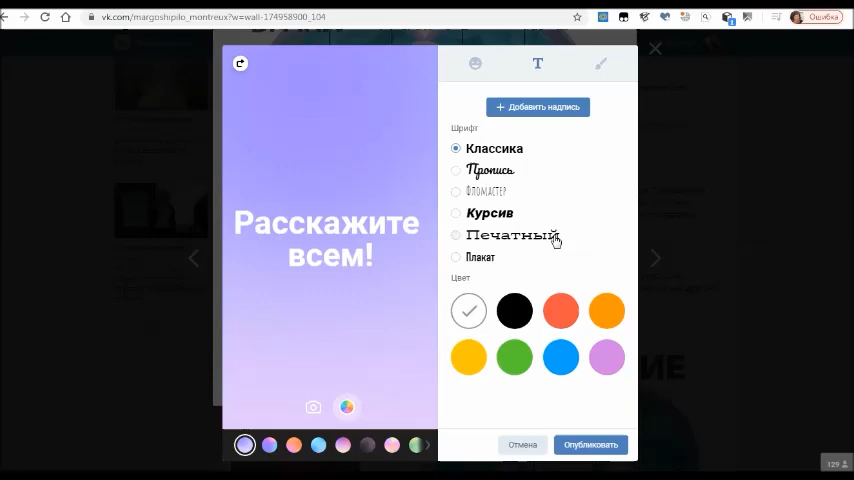 vk.com/margoshipilo_montreux?w=wall-174958900_104
Ошибка
T
+ Добавить надпись
Шрифт
Классика
Пропись
Фломастер
Курсив
Печатный
Плакат
Расскажите
всем!
Цвет
Отмена
Опубликовать
129